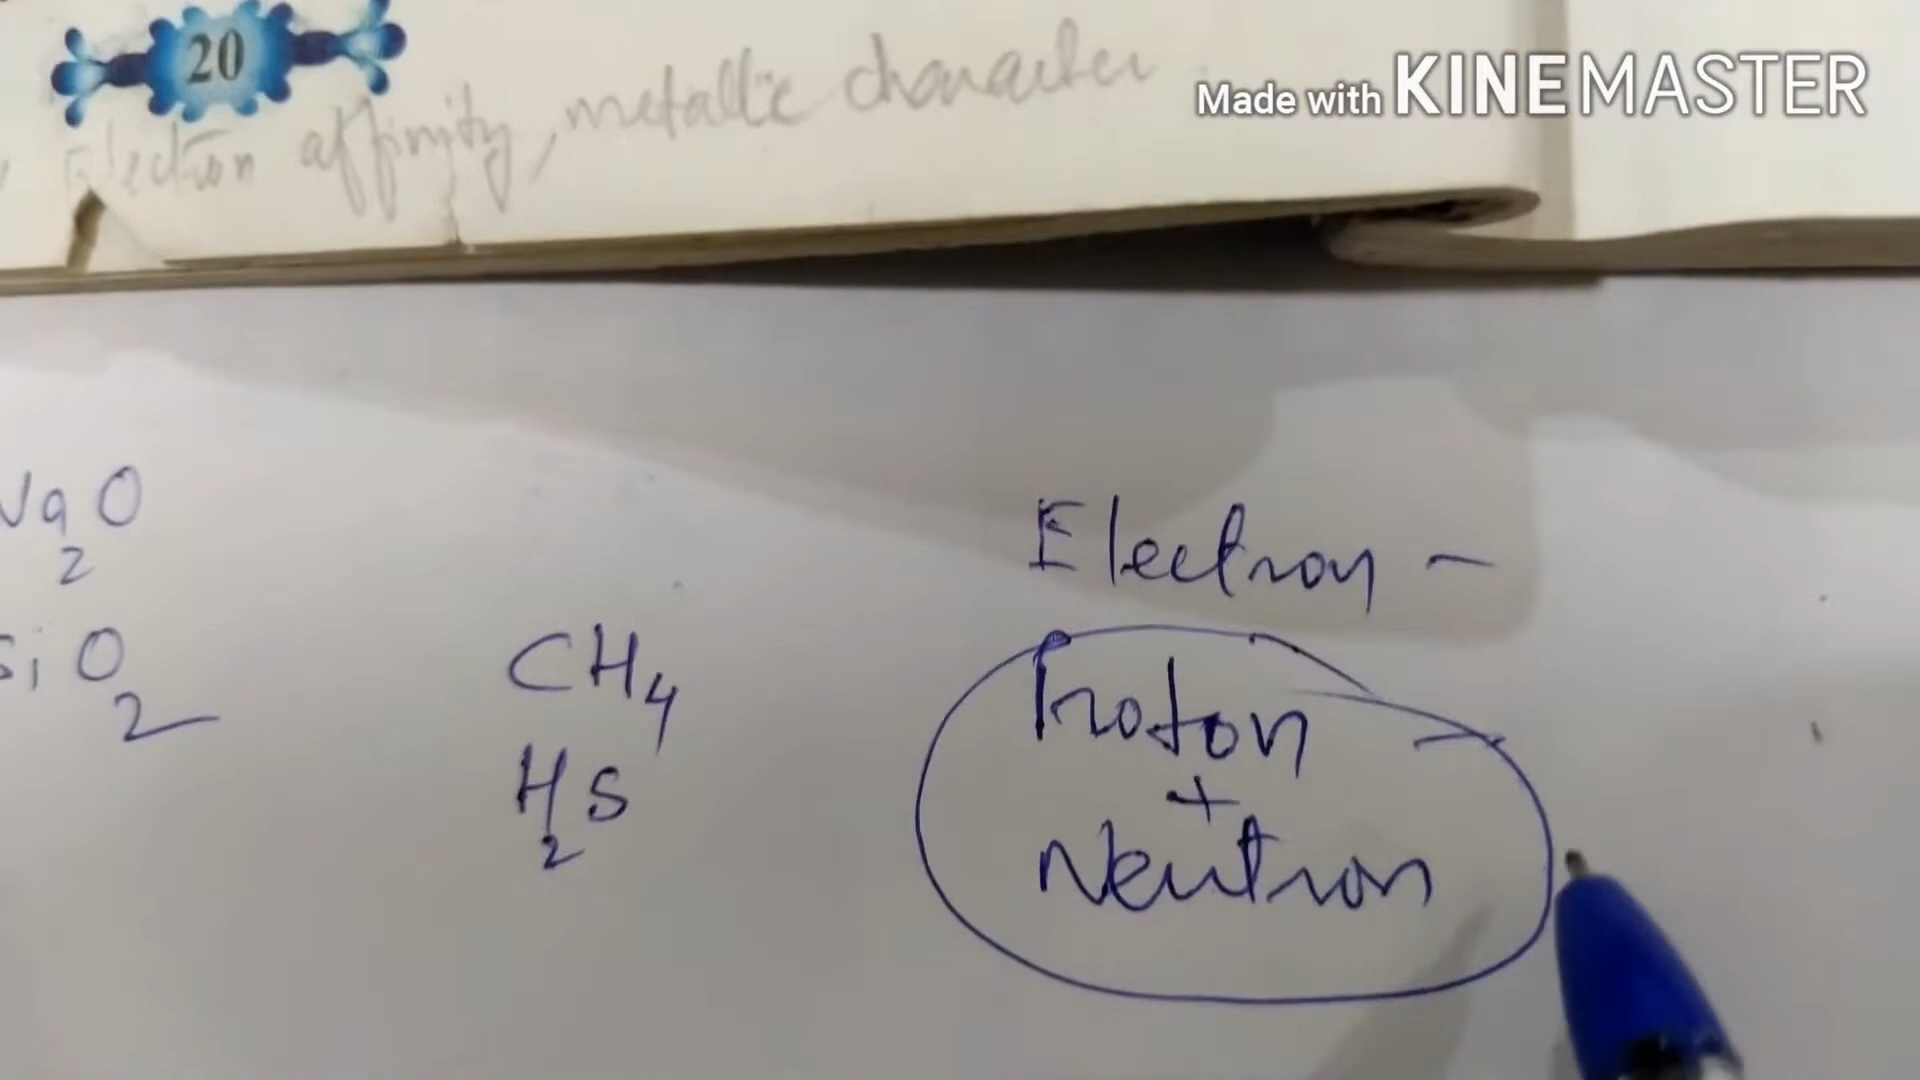 20
Made with KINEMASTER
Electron affinity, metallic character
Na2O
SiO2
CH4
H2S
Electron –
Proton –
+
Neutron